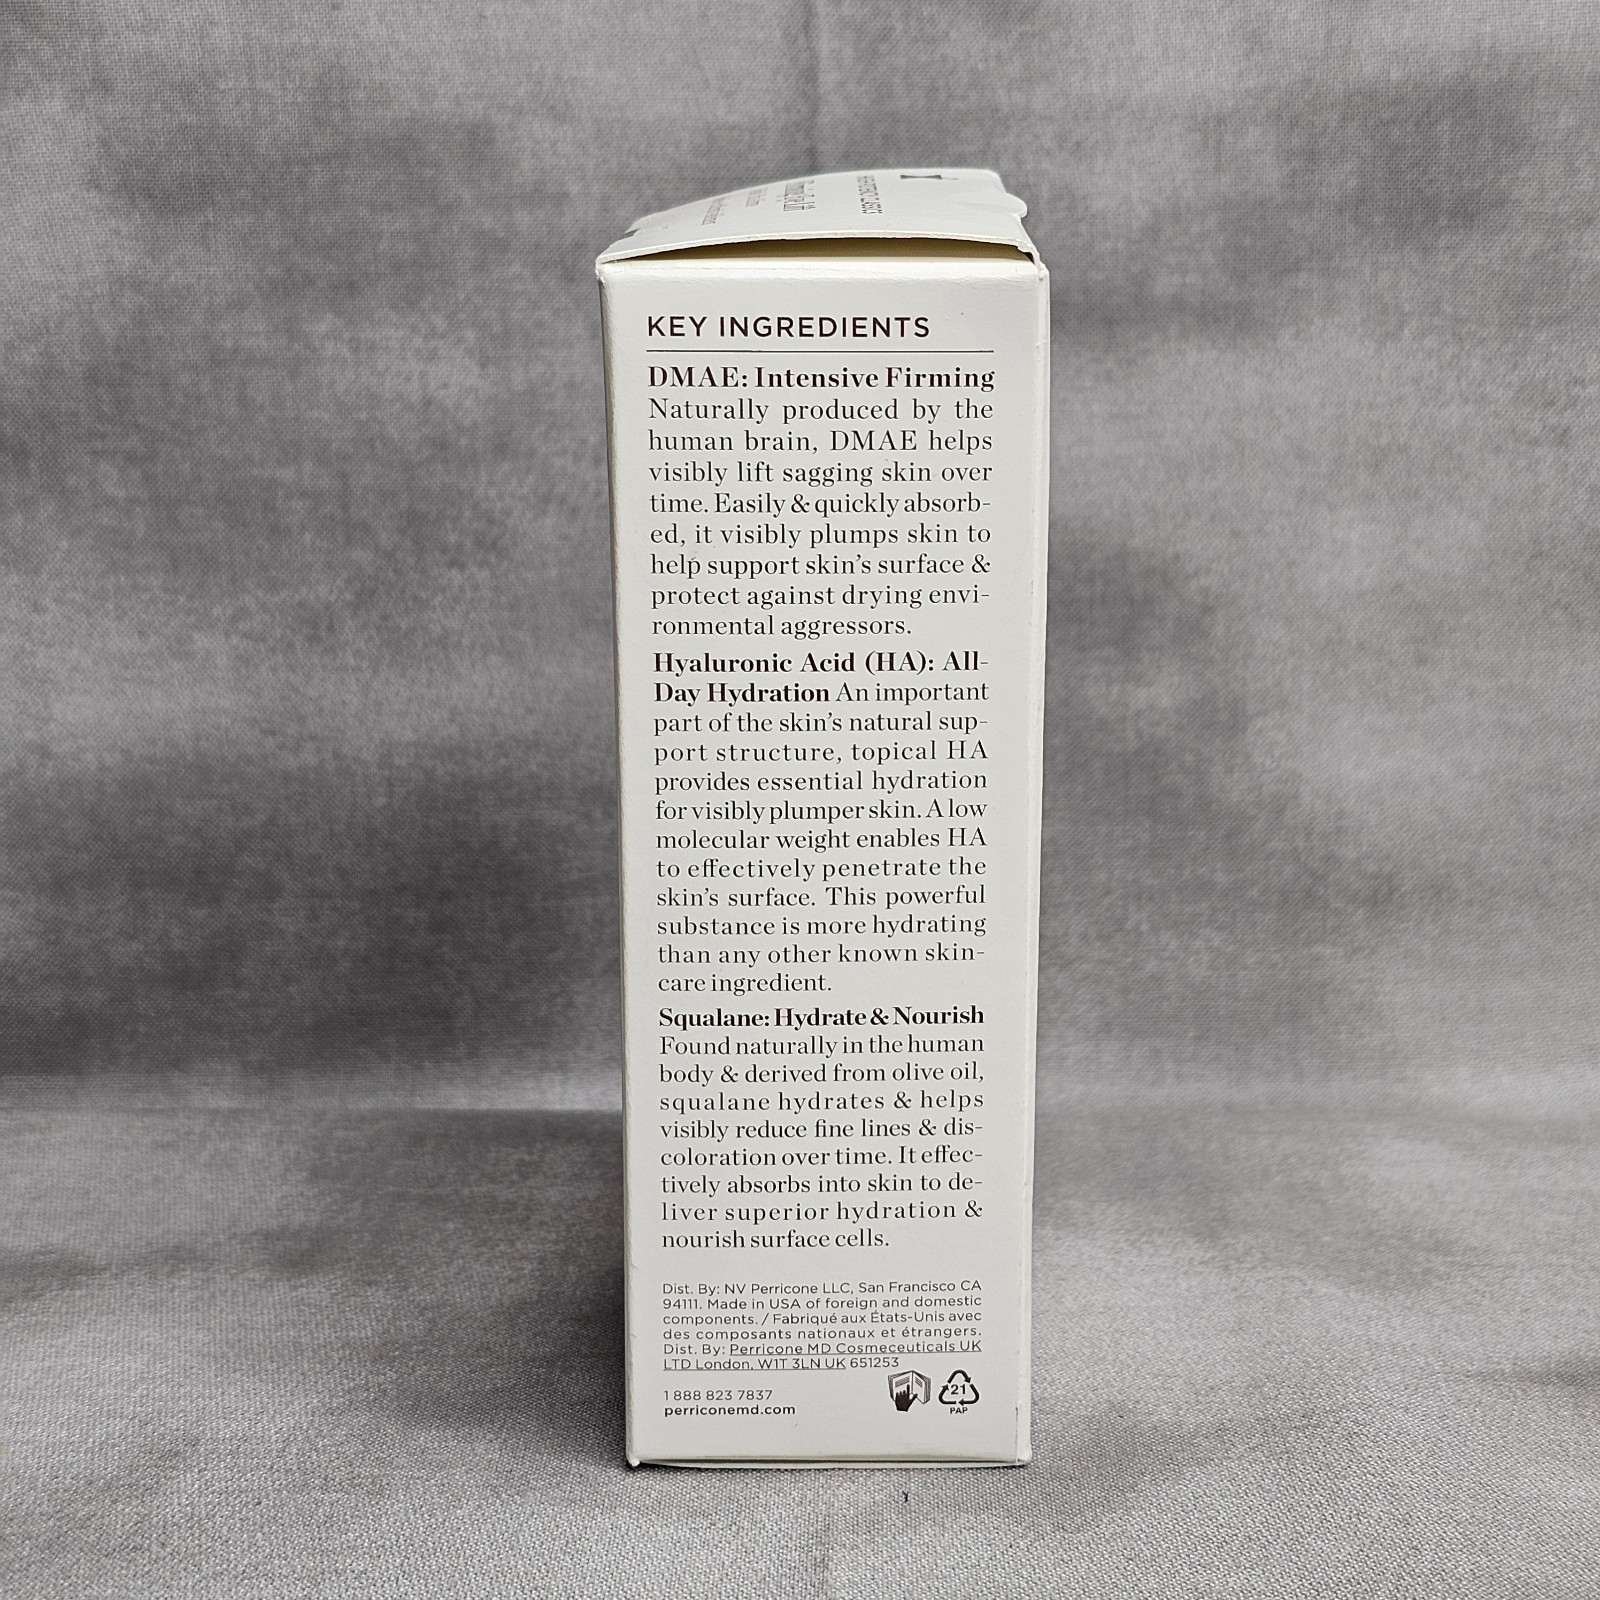 KEY INGREDIENTS
DMAE: Intensive Firming
Naturally produced by the
human brain, DMAE helps
visibly lift sagging skin over
time. Easily & quickly absorb-
ed, it visibly plumps skin to
help support skin's surface &
protect against drying envi-
ronmental aggressors.
Hyaluronic Acid (HA): All-
Day Hydration An important
part of the skin's natural sup-
port structure, topical HA
provides essential hydration
for visibly plumper skin. A low
molecular weight enables HA
to effectively penetrate the
skin's surface. This powerful
substance is more hydrating
than any other known skin-
care ingredient.
Squalane: Hydrate & Nourish
Found naturally in the human
body & derived from olive oil,
squalane hydrates & helps
visibly reduce fine lines & dis-
coloration over time. It effec-
tively absorbs into skin to de-
liver superior hydration &
nourish surface cells.
Dist. By: NV Perricone LLC, San Francisco CA
94111. Made in USA of foreign and domestic
components. / Fabriqué aux États-Unis avec
des composants nationaux et étrangers.
Dist. By: Perricone MD Cosmeceuticals UK
LTD London, W1T 3LN UK 651253
1 888 823 7837
perriconemd.com
21
PAP